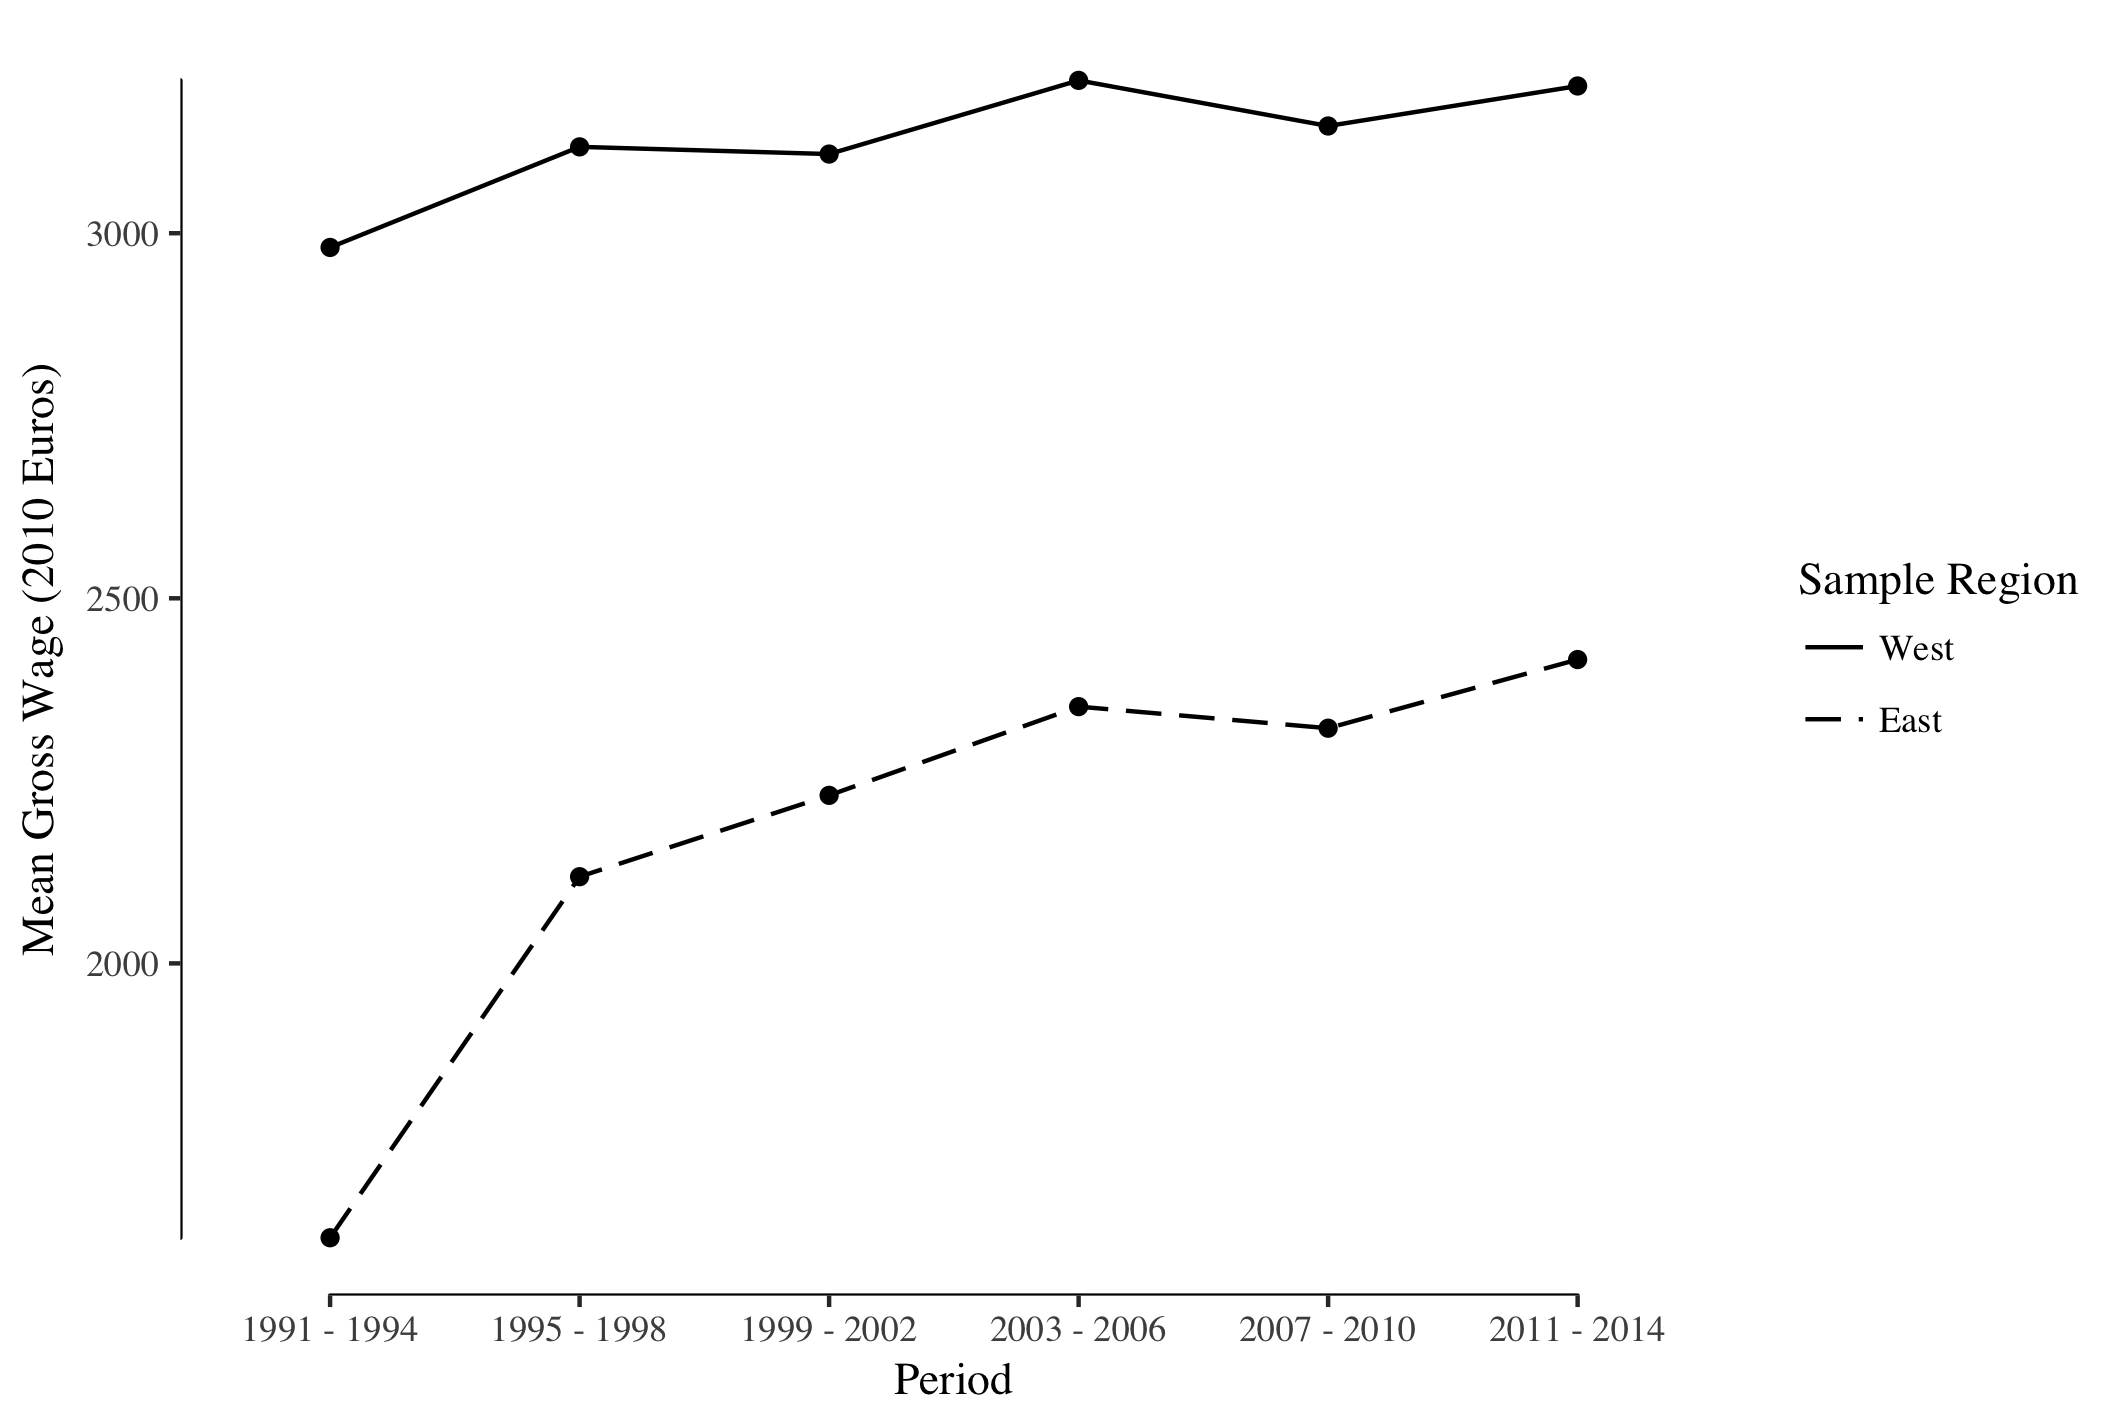 Mean Gross Wage (2010 Euros)
3000
2500
2000
1991 - 1994
1995 - 1998
1999 - 2002
2003 - 2006
2007 - 2010
2011 - 2014
Period
Sample Region
West
East